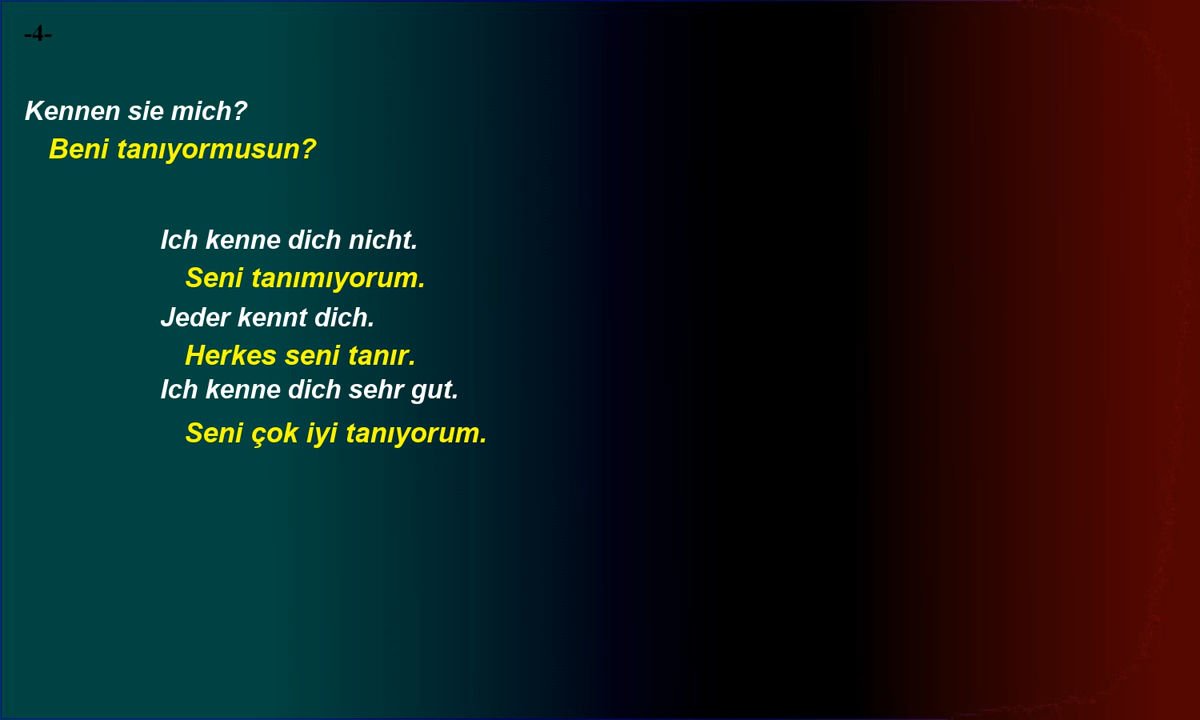 -4-
Kennen sie mich?
Beni tanıyormusun?
Ich kenne dich nicht.
Seni tanımıyorum.
Jeder kennt dich.
Herkes seni tanır.
Ich kenne dich sehr gut.
Seni çok iyi tanıyorum.